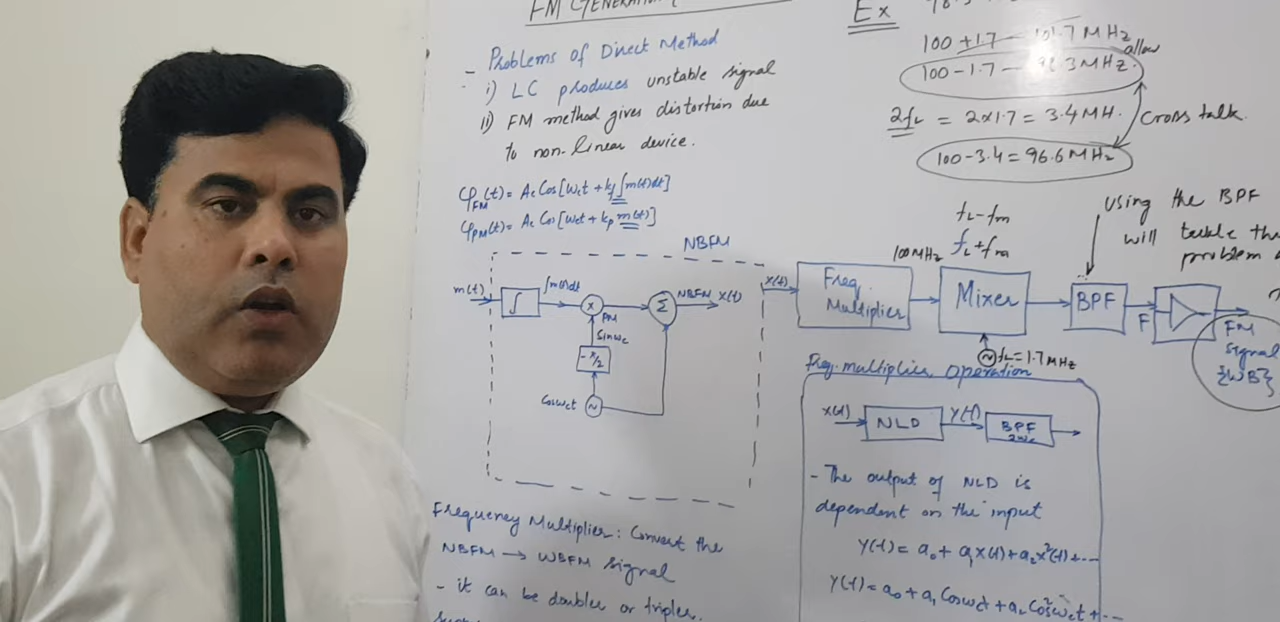 FM GENERATION
- Problems of Direct Method
- i) LC produces unstable signal
ii) FM method gives distortion due
to non-linear device.
φFM(t) = Ac Cos[ωct + kf ∫m(t)dt]
φPM(t) = Ac Cos[ωct + kp m(t)]
NBFM
m(t)
∫
∫m(t)dt
x
PM
Σ
NBFM x(t)
Sinωc
-π/2
Cosωct
~
Frequency Multiplier: Convert the
NBFM → WBFM signal
- it can be doubler or tripler.
Ex
100 + 1.7 — 101.7 MHz
allow
100 - 1.7 — 98.3 MHz.
2fL = 2x1.7 = 3.4 MH.
Cross talk.
100 - 3.4 = 96.6 MHz
fL - fm
fL + fm
using the BPF
will tackle the
problem
x(t)
Freq.
Multiplier
100MHz
Mixer
~ fL = 1.7 MHz
BPF
F
FM
Signal
{WB}
Freq. multiplier Operation
x(t)
NLD
y(t)
BPF
2ωc
- The output of NLD is
dependent on the input
y(t) = a₀ + a₁x(t) + a₂x²(t) + ---
y(t) = a₀ + a₁ Cosωct + a₂ Cos²ωct + ---